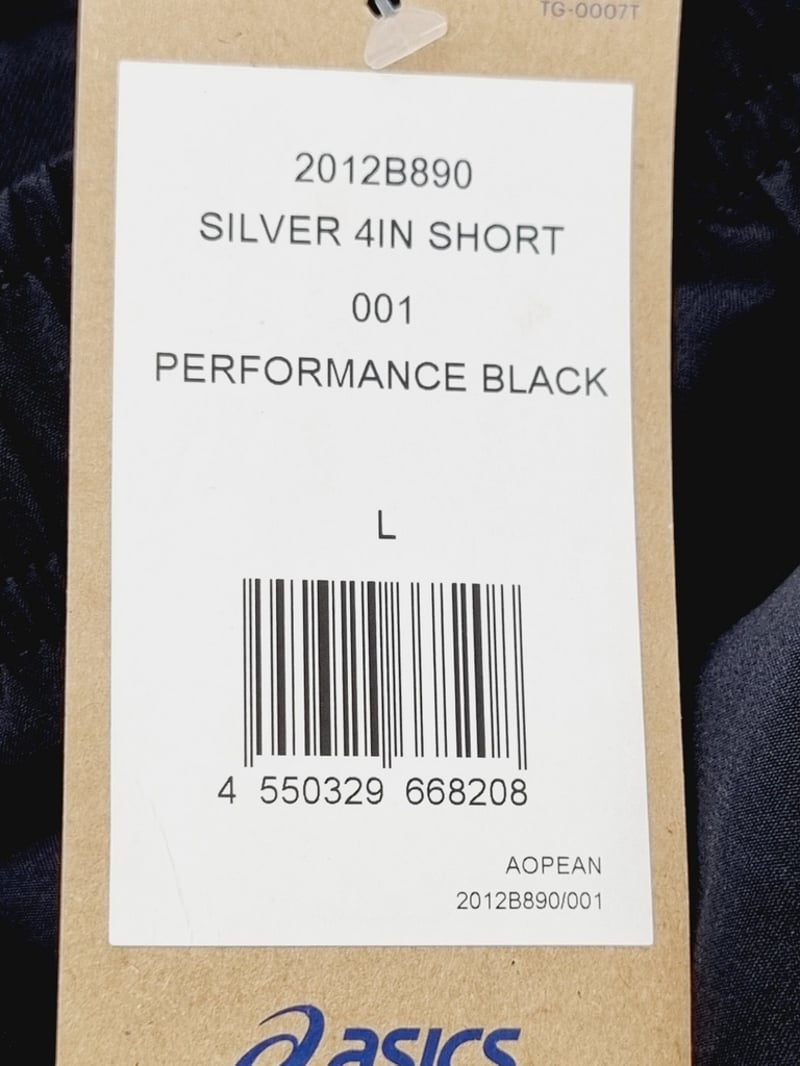 TG-0007T
2012B890
SILVER 4IN SHORT
001
PERFORMANCE BLACK
L
4 550329 668208
AOPEAN
2012B890/001
asics